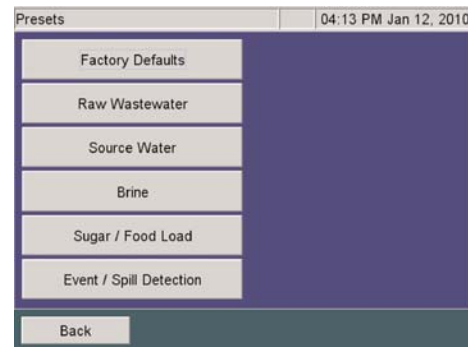 Presets 04:13 PM Jan 12, 2010
Factory Defaults
Raw Wastewater
Source Water
Brine
Sugar / Food Load
Event / Spill Detection
Back